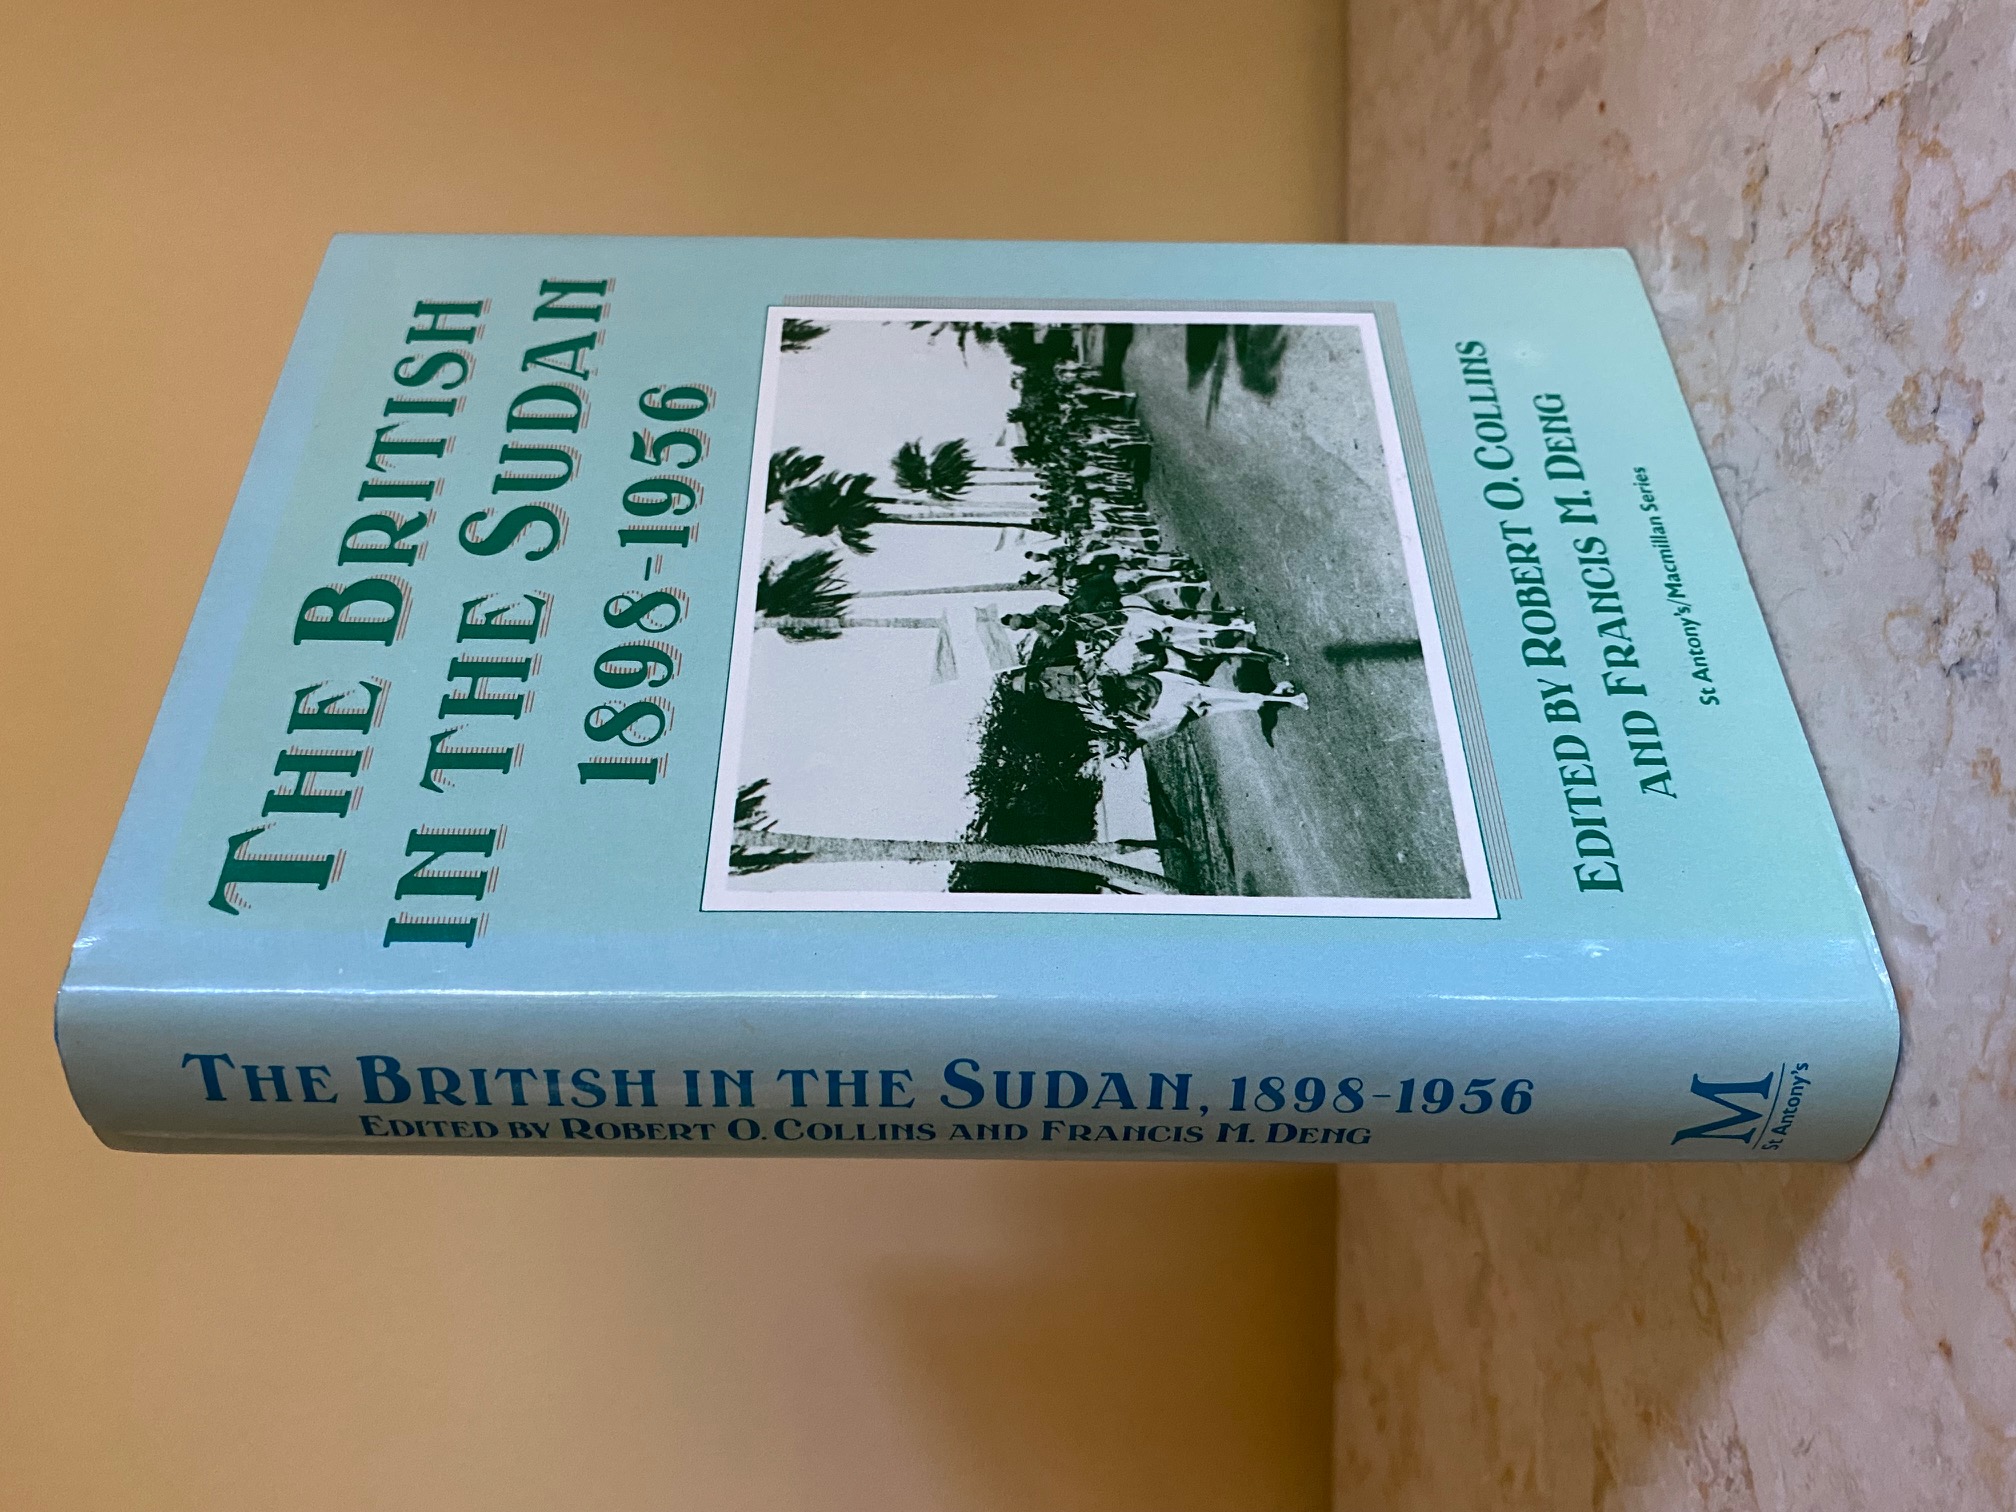 THE BRITISH
IN THE SUDAN
1898–1956
EDITED BY ROBERT O. COLLINS
AND FRANCIS M. DENG
St Antony's/Macmillan Series
THE BRITISH IN THE SUDAN, 1898–1956
EDITED BY ROBERT O. COLLINS AND FRANCIS M. DENG
M
St Antony's